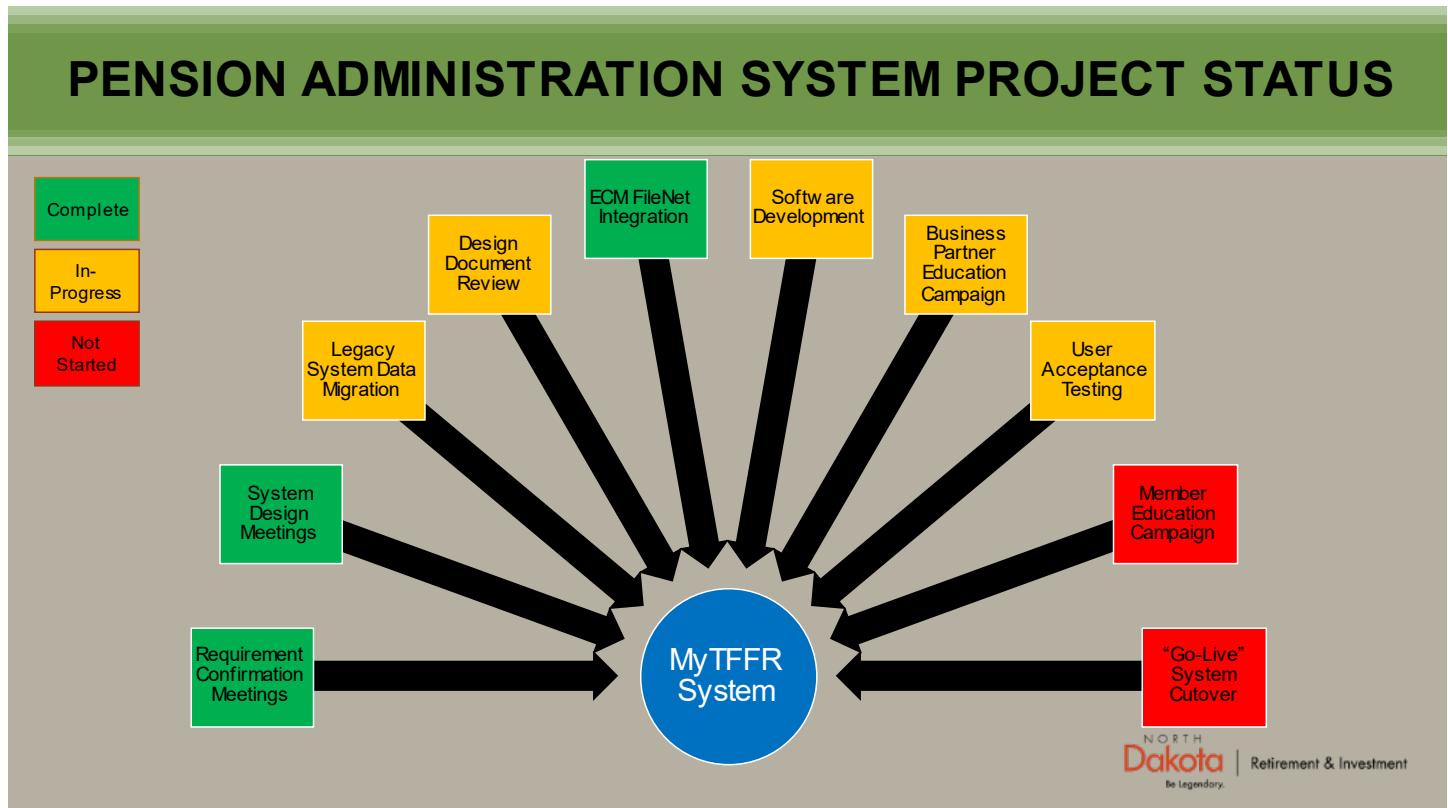 PENSION ADMINISTRATION SYSTEM PROJECT STATUS
Complete
In-
Progress
Not
Started
Requirement
Confirmation
Meetings
System
Design
Meetings
Legacy
System Data
Migration
Design
Document
Review
ECM FileNet
Integration
Software
Development
Business
Partner
Education
Campaign
User
Acceptance
Testing
Member
Education
Campaign
“Go-Live”
System
Cutover
MyTFFR
System
NORTH
Dakota
Be Legendary.
Retirement & Investment